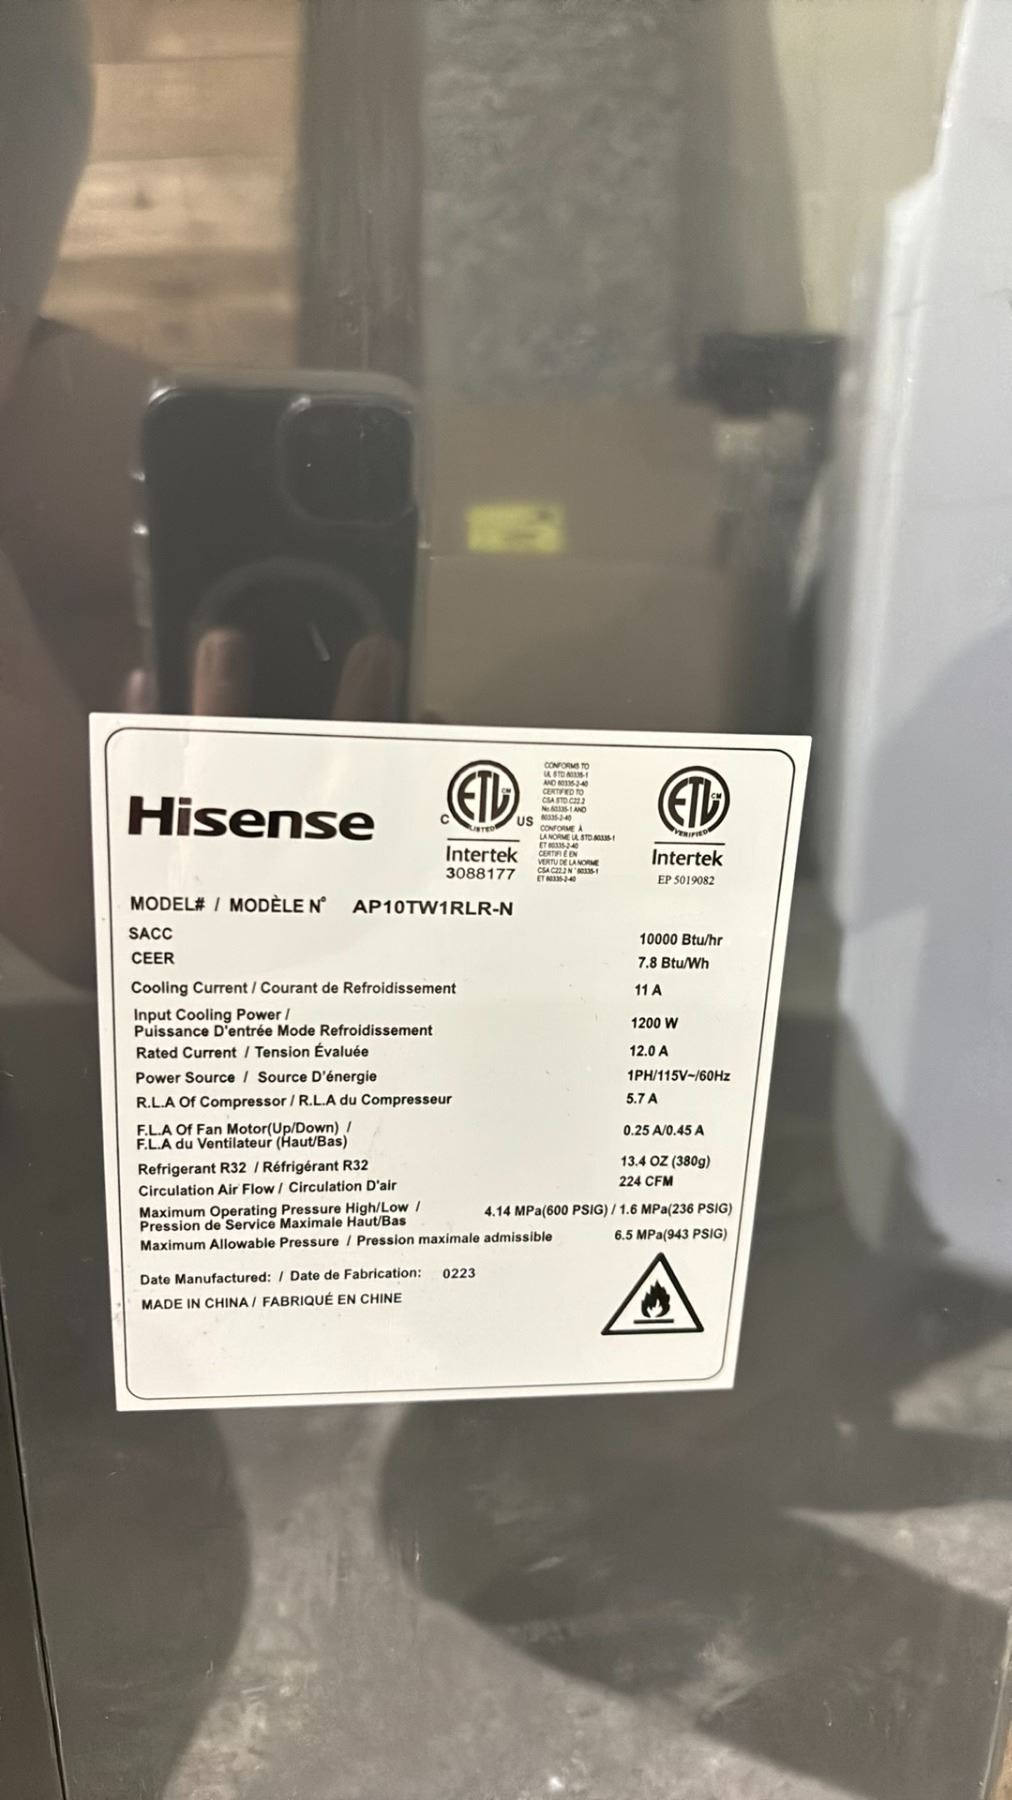 Hisense
C ETL CM LISTED US
Intertek
3088177
CONFORMS TO
UL STD.60335-1
AND 60335-2-40
CERTIFIED TO
CSA STD.C22.2
No.60335-1 AND
60335-2-40
CONFORME À
LA NORME UL STD.60335-1
ET 60335-2-40
CERTIFIÉ EN
VERTU DE LA NORME
CSA C22.2 N°60335-1
ET 60335-2-40
ETL CM VERIFIED
Intertek
EP 5019082
MODEL# / MODÈLE N° AP10TW1RLR-N
SACC 10000 Btu/hr
CEER 7.8 Btu/Wh
Cooling Current / Courant de Refroidissement 11 A
Input Cooling Power /
Puissance D'entrée Mode Refroidissement 1200 W
Rated Current / Tension Évaluée 12.0 A
Power Source / Source D'énergie 1PH/115V~/60Hz
R.L.A Of Compressor / R.L.A du Compresseur 5.7 A
F.L.A Of Fan Motor(Up/Down) /
F.L.A du Ventilateur (Haut/Bas) 0.25 A/0.45 A
Refrigerant R32 / Réfrigérant R32 13.4 OZ (380g)
Circulation Air Flow / Circulation D'air 224 CFM
Maximum Operating Pressure High/Low /
Pression de Service Maximale Haut/Bas 4.14 MPa(600 PSIG) / 1.6 MPa(236 PSIG)
Maximum Allowable Pressure / Pression maximale admissible 6.5 MPa(943 PSIG)
Date Manufactured: / Date de Fabrication: 0223
MADE IN CHINA / FABRIQUÉ EN CHINE